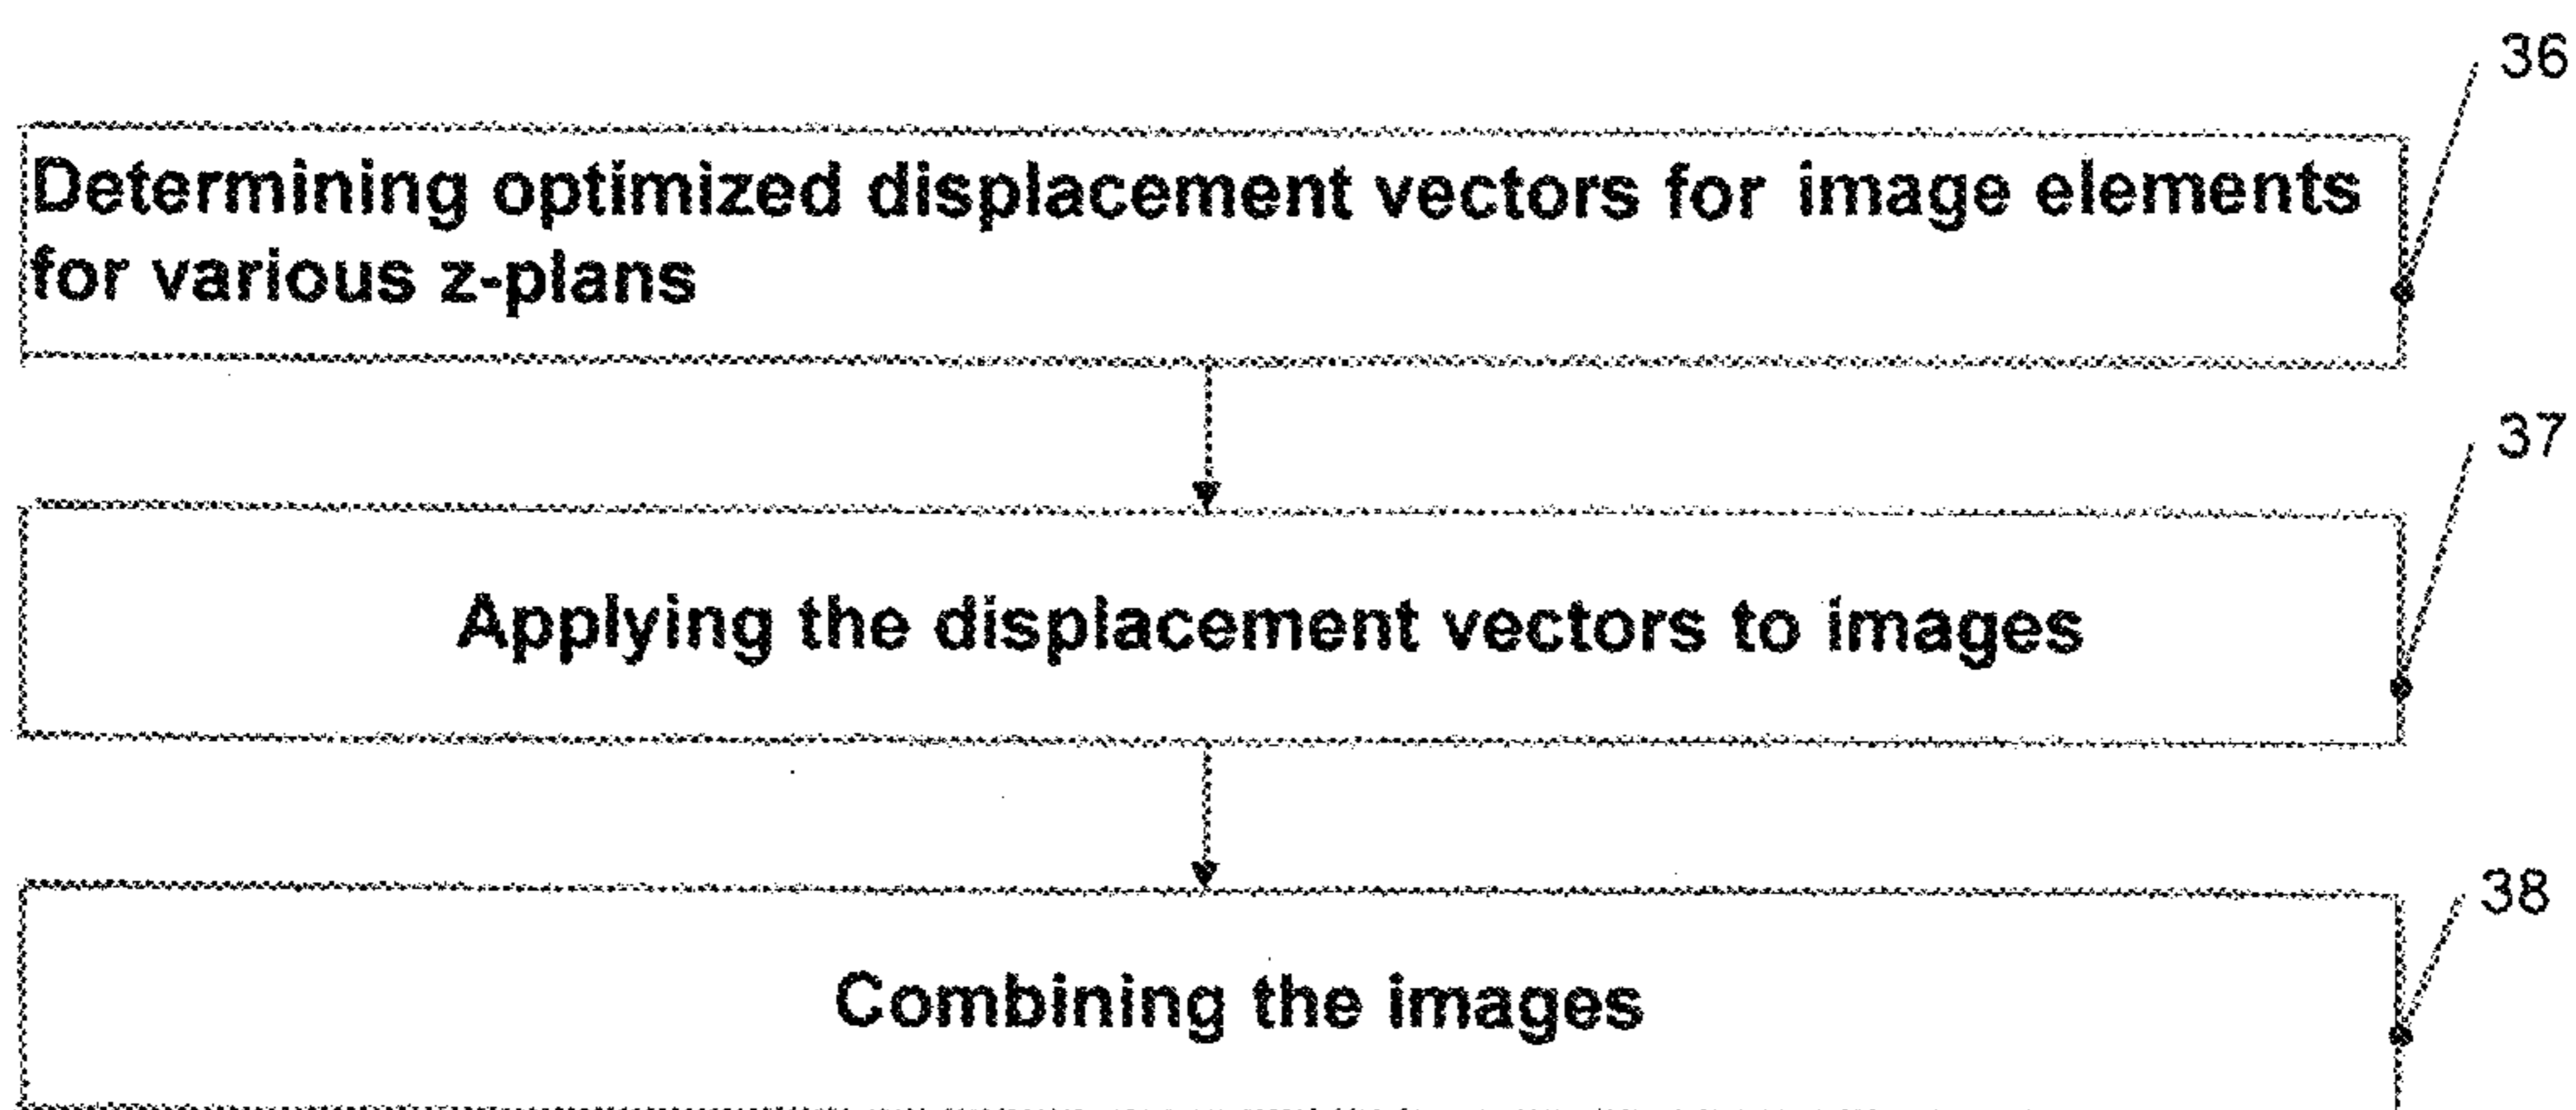 36
Determining optimized displacement vectors for image elements
for various z-plans
37
Applying the displacement vectors to images
38
Combining the images